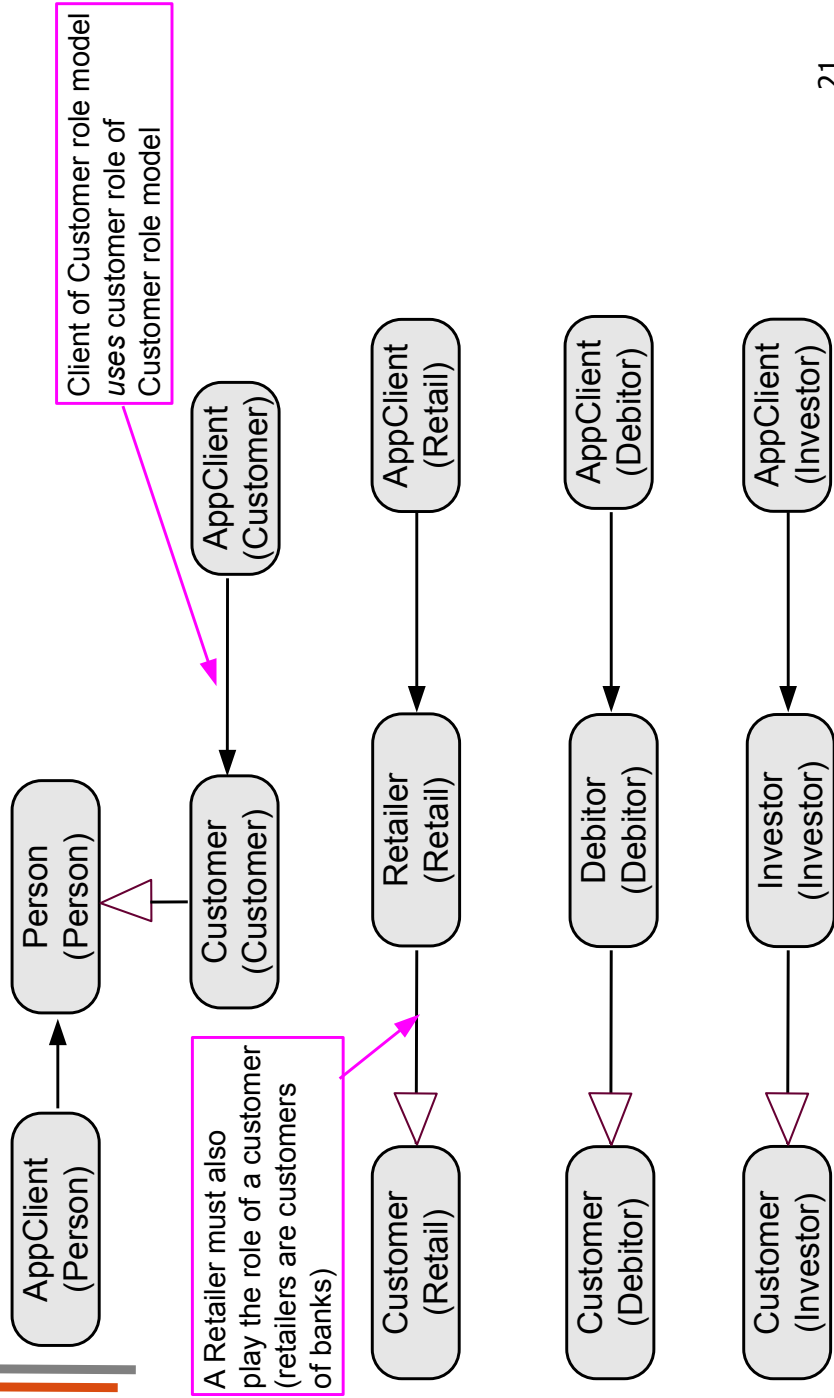 AppClient
(Person)
Person
(Person)
Client of Customer role model
uses customer role of
Customer role model
A Retailer must also
play the role of a customer
(retailers are customers
of banks)
Customer
(Customer)
AppClient
(Customer)
Customer
(Retail)
Retailer
(Retail)
AppClient
(Retail)
Customer
(Debitor)
Debitor
(Debitor)
AppClient
(Debitor)
Customer
(Investor)
Investor
(Investor)
AppClient
(Investor)
21